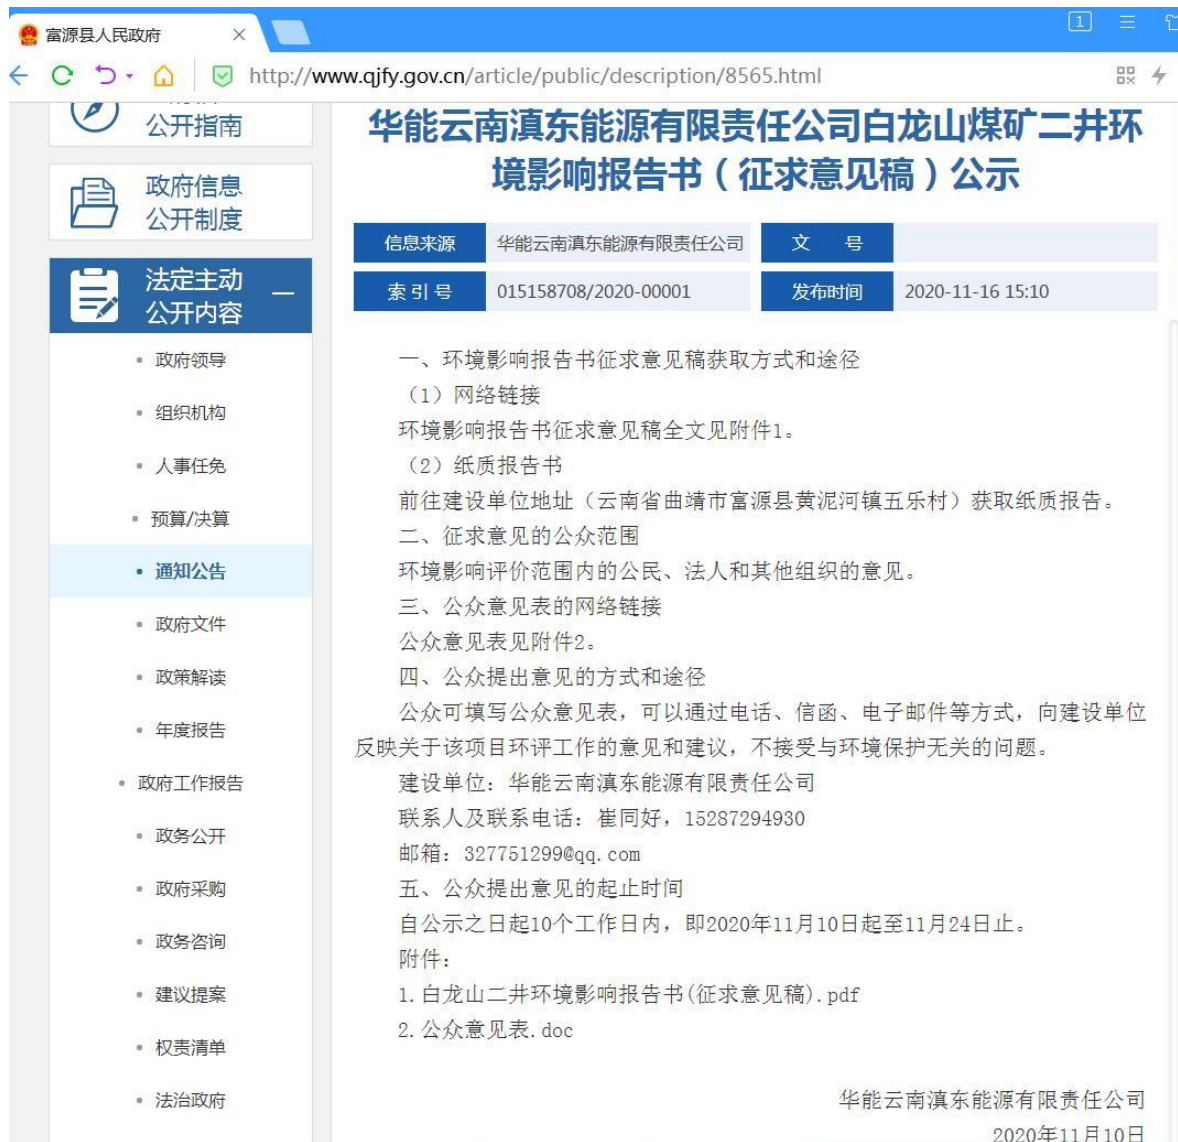 富源县人民政府
1
http://www.qjfy.gov.cn/article/public/description/8565.html
公开指南
政府信息
公开制度
法定主动
公开内容
政府领导
组织机构
人事任免
预算/决算
通知公告
政府文件
政策解读
年度报告
政府工作报告
政务公开
政府采购
政务咨询
建议提案
权责清单
法治政府
华能云南滇东能源有限责任公司白龙山煤矿二井环
境影响报告书（征求意见稿）公示
信息来源 华能云南滇东能源有限责任公司 文 号
索引号 015158708/2020-00001 发布时间 2020-11-16 15:10
一、环境影响报告书征求意见稿获取方式和途径
（1）网络链接
环境影响报告书征求意见稿全文见附件1。
（2）纸质报告书
前往建设单位地址（云南省曲靖市富源县黄泥河镇五乐村）获取纸质报告。
二、征求意见的公众范围
环境影响评价范围内的公民、法人和其他组织的意见。
三、公众意见表的网络链接
公众意见表见附件2。
四、公众提出意见的方式和途径
公众可填写公众意见表，可以通过电话、信函、电子邮件等方式，向建设单位
反映关于该项目环评工作的意见和建议，不接受与环境保护无关的问题。
建设单位：华能云南滇东能源有限责任公司
联系人及联系电话：崔同好，15287294930
邮箱：327751299@qq.com
五、公众提出意见的起止时间
自公示之日起10个工作日内，即2020年11月10日起至11月24日止。
附件：
1.白龙山二井环境影响报告书(征求意见稿).pdf
2.公众意见表.doc
华能云南滇东能源有限责任公司
2020年11月10日